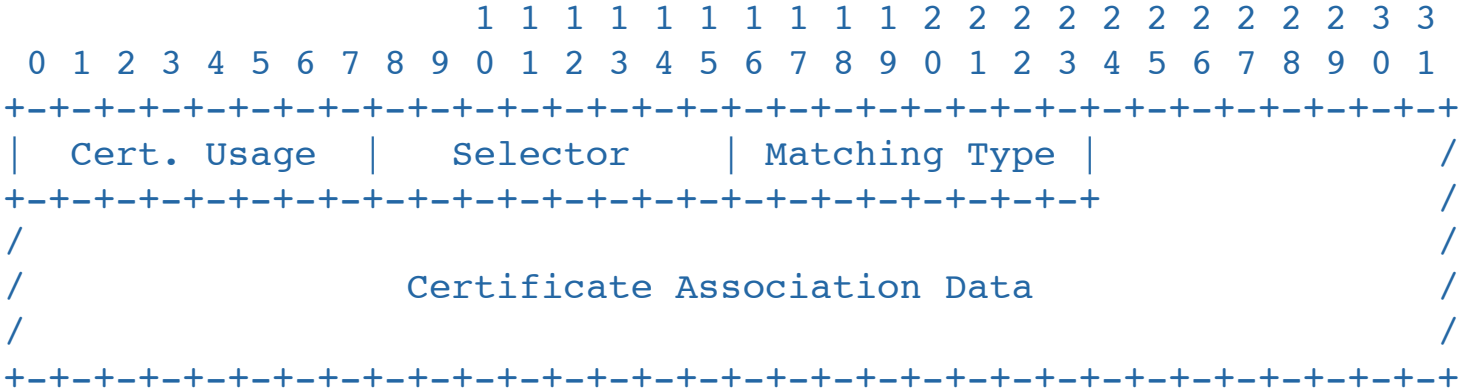 1 1 1 1 1 1 1 1 1 1 2 2 2 2 2 2 2 2 2 2 3 3
 0 1 2 3 4 5 6 7 8 9 0 1 2 3 4 5 6 7 8 9 0 1 2 3 4 5 6 7 8 9 0 1
+-+-+-+-+-+-+-+-+-+-+-+-+-+-+-+-+-+-+-+-+-+-+-+-+-+-+-+-+-+-+-+-+
|  Cert. Usage  |   Selector    | Matching Type |               /
+-+-+-+-+-+-+-+-+-+-+-+-+-+-+-+-+-+-+-+-+-+-+-+-+               /
/                                                               /
/                 Certificate Association Data                  /
/                                                               /
+-+-+-+-+-+-+-+-+-+-+-+-+-+-+-+-+-+-+-+-+-+-+-+-+-+-+-+-+-+-+-+-+